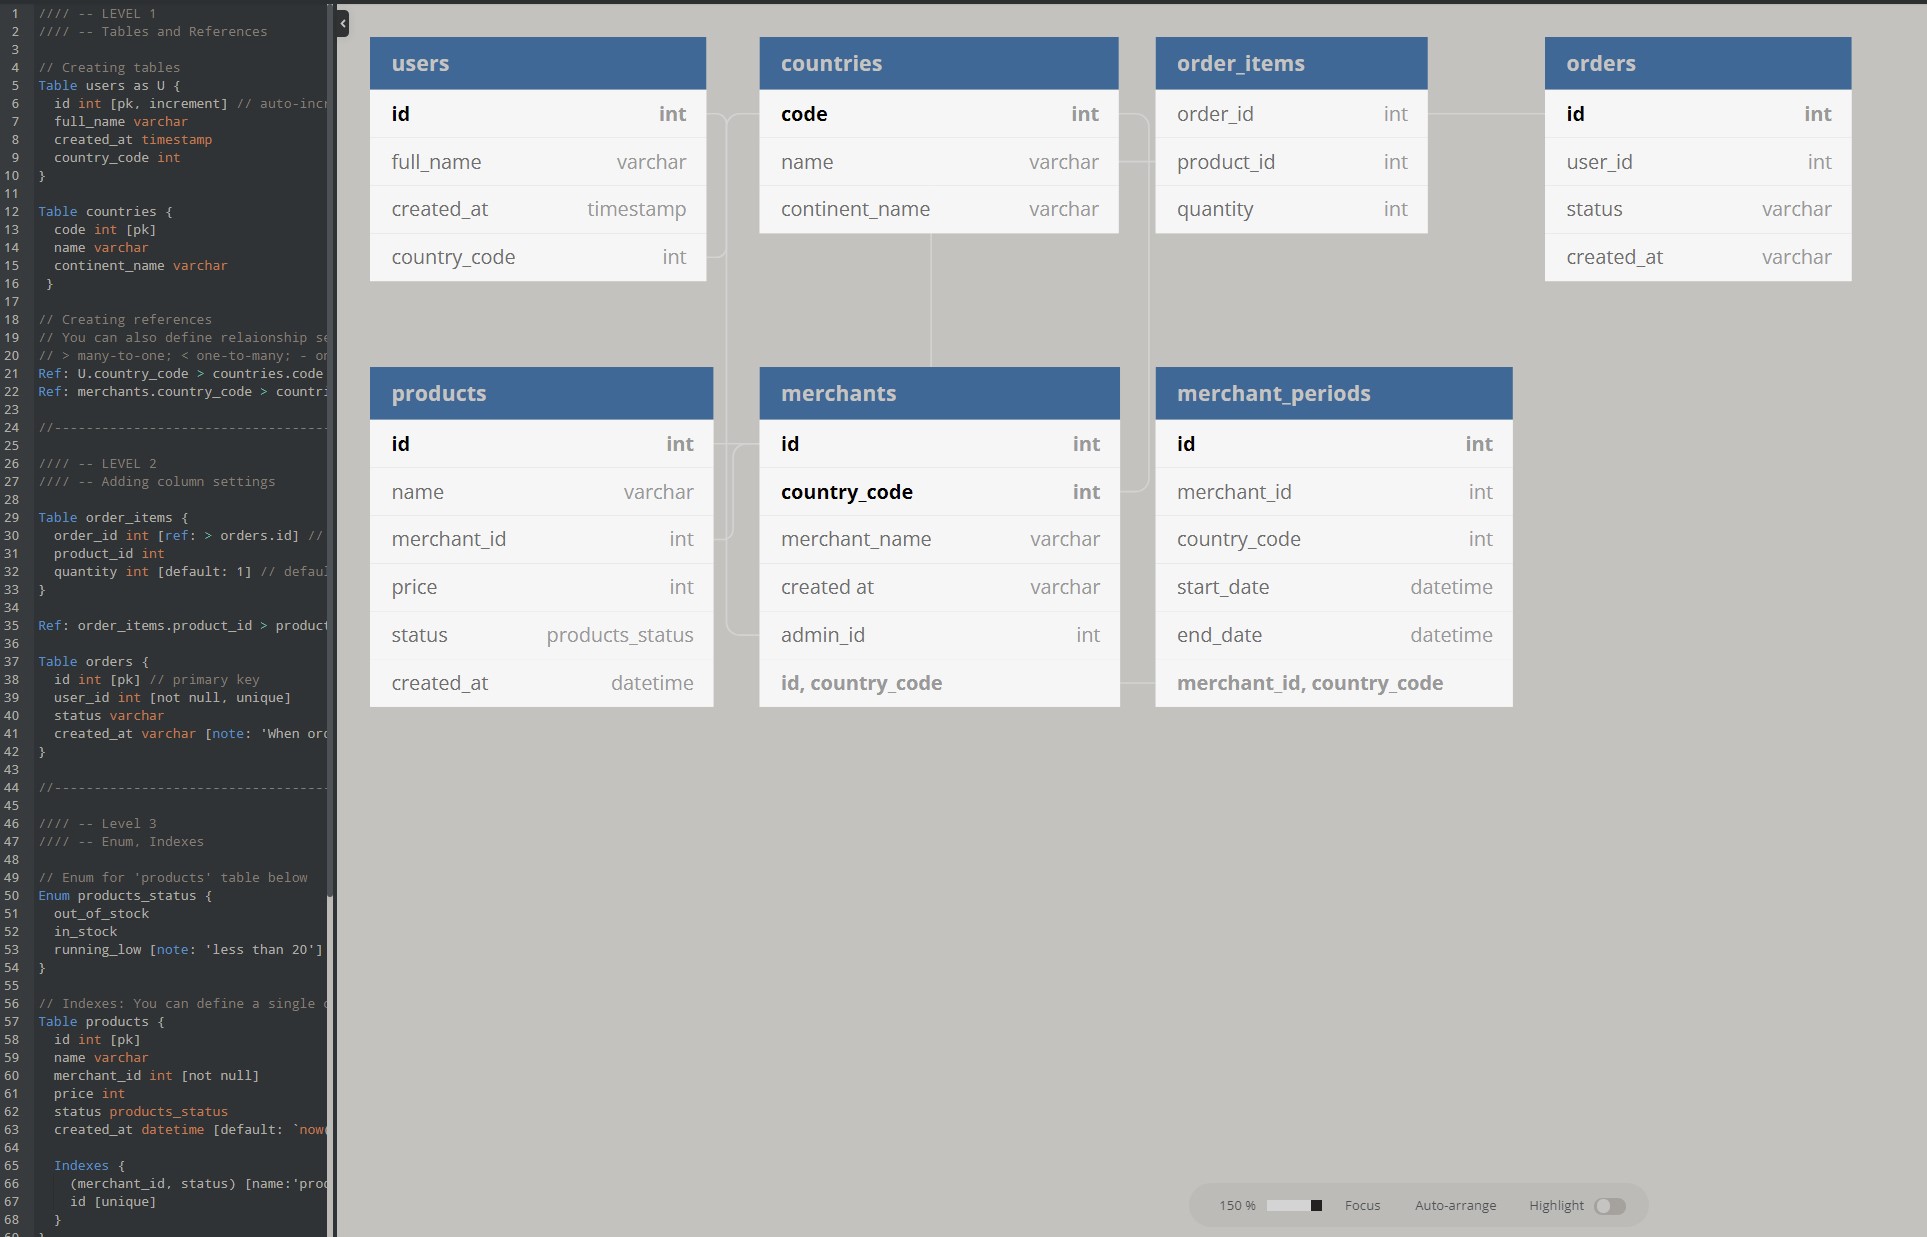 1 //// -- LEVEL 1
2 //// -- Tables and References
3
4 // Creating tables
5 Table users as U {
6 id int [pk, increment] // auto-incr
7 full_name varchar
8 created_at timestamp
9 country_code int
10 }
11
12 Table countries {
13 code int [pk]
14 name varchar
15 continent_name varchar
16 }
17
18 // Creating references
19 // You can also define relaionship se
20 // > many-to-one; < one-to-many; - on
21 Ref: U.country_code > countries.code
22 Ref: merchants.country_code > countri
23
24 //-----------------------------------
25
26 //// -- LEVEL 2
27 //// -- Adding column settings
28
29 Table order_items {
30 order_id int [ref: > orders.id] //
31 product_id int
32 quantity int [default: 1] // defaul
33 }
34
35 Ref: order_items.product_id > product
36
37 Table orders {
38 id int [pk] // primary key
39 user_id int [not null, unique]
40 status varchar
41 created_at varchar [note: 'When ord
42 }
43
44 //-----------------------------------
45
46 //// -- Level 3
47 //// -- Enum, Indexes
48
49 // Enum for 'products' table below
50 Enum products_status {
51 out_of_stock
52 in_stock
53 running_low [note: 'less than 20']
54 }
55
56 // Indexes: You can define a single c
57 Table products {
58 id int [pk]
59 name varchar
60 merchant_id int [not null]
61 price int
62 status products_status
63 created_at datetime [default: `now(
64
65 Indexes {
66 (merchant_id, status) [name:'prod
67 id [unique]
68 }
users
id int
full_name varchar
created_at timestamp
country_code int
countries
code int
name varchar
continent_name varchar
order_items
order_id int
product_id int
quantity int
orders
id int
user_id int
status varchar
created_at varchar
products
id int
name varchar
merchant_id int
price int
status products_status
created_at datetime
merchants
id int
country_code int
merchant_name varchar
created at varchar
admin_id int
id, country_code
merchant_periods
id int
merchant_id int
country_code int
start_date datetime
end_date datetime
merchant_id, country_code
150 % Focus Auto-arrange Highlight